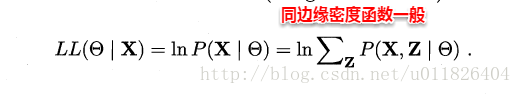 同边缘密度函数一般
LL(Θ | X) = ln P(X | Θ) = ln ∑_Z P(X, Z | Θ) .
http://blog.csdn.net/u011826404